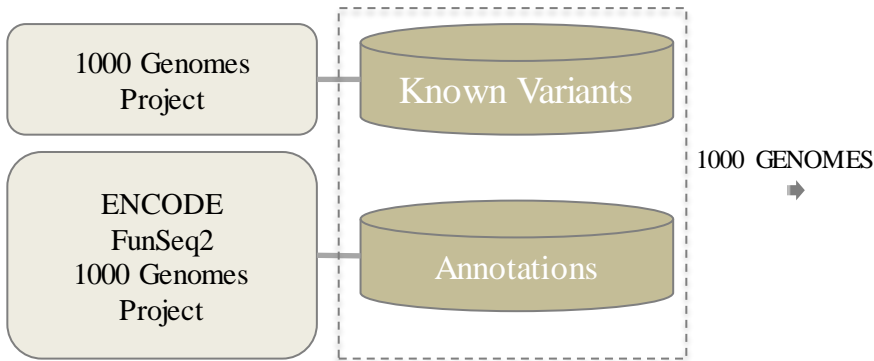 1000 Genomes
Project
Known Variants
1000 GENOMES
ENCODE
FunSeq2
1000 Genomes
Project
Annotations